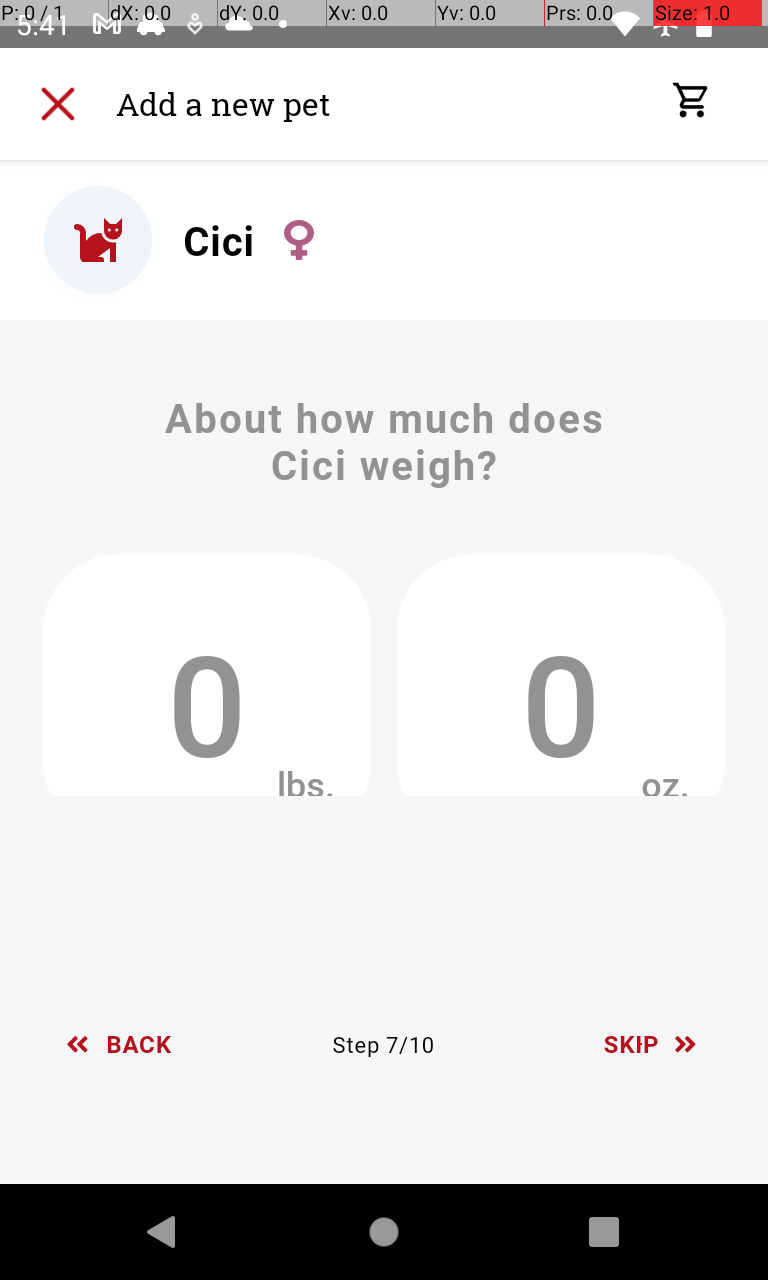 P: 0 / 1 dX: 0.0 dY: 0.0 Xv: 0.0 Yv: 0.0 Prs: 0.0 Size: 1.0
5:41
Add a new pet
Cici
About how much does
Cici weigh?
0 lbs.
0 oz.
BACK Step 7/10 SKIP